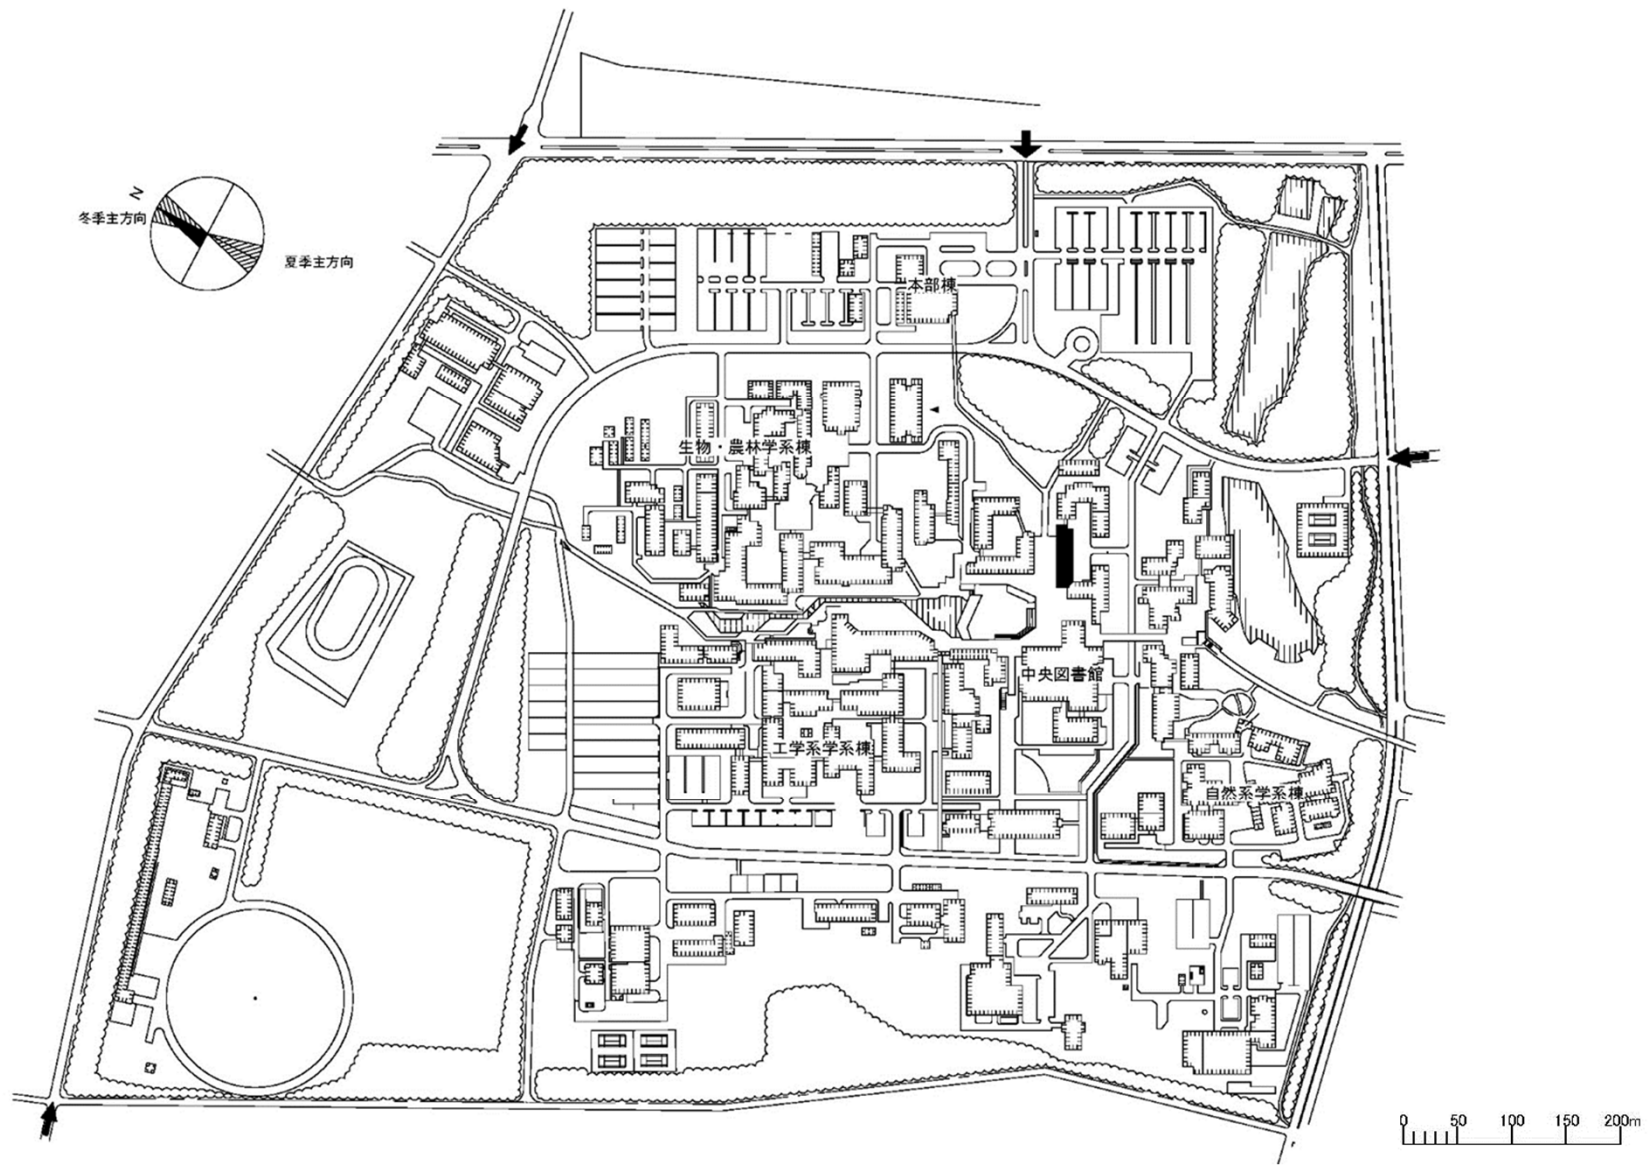 N
冬季主方向
夏季主方向
本部棟
生物・農林学系棟
中央図書館
工学系学系棟
自然系学系棟
0 50 100 150 200m